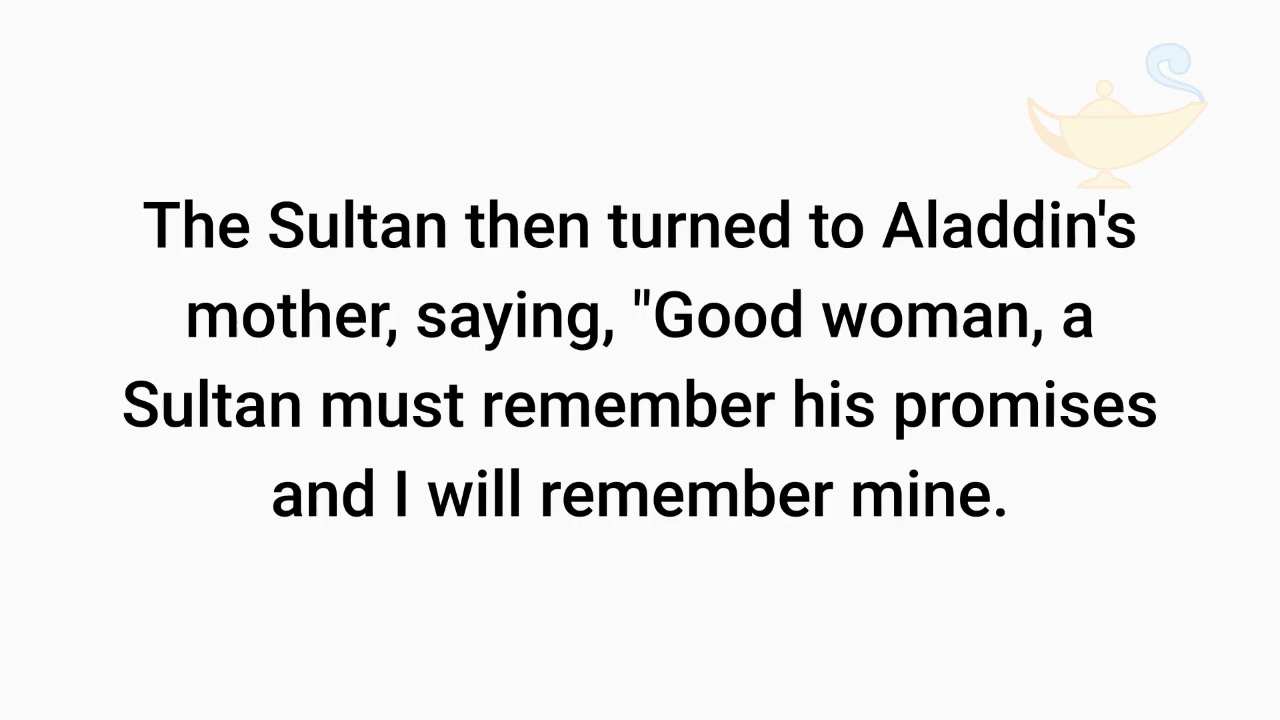 The Sultan then turned to Aladdin's
mother, saying, "Good woman, a
Sultan must remember his promises
and I will remember mine.